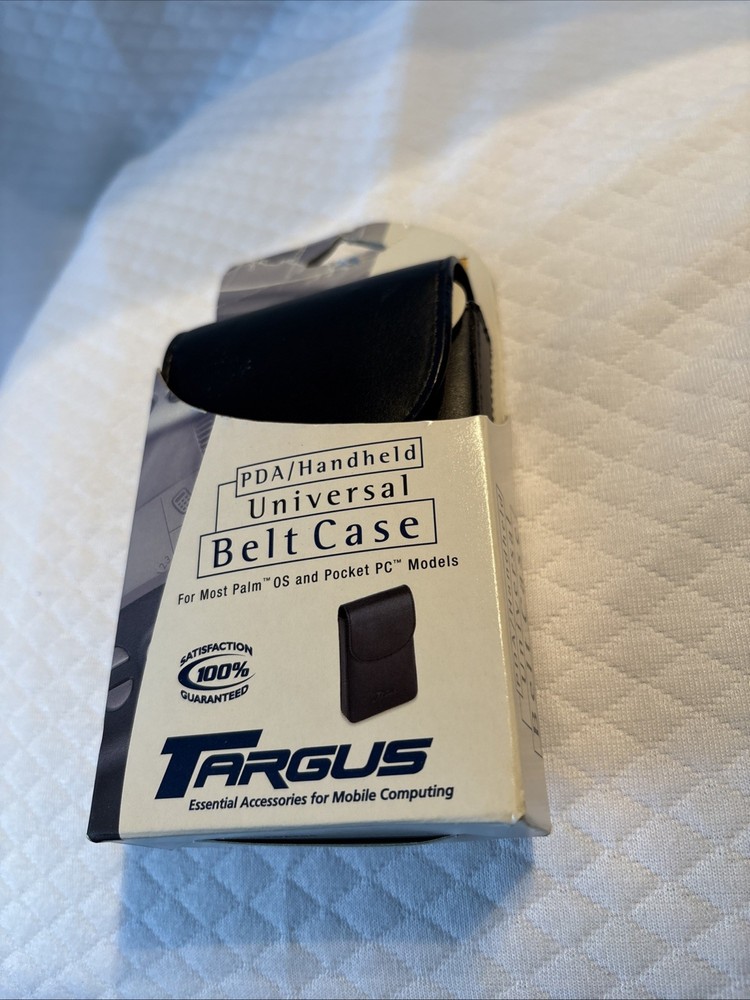 PDA/Handheld
Universal
Belt Case
For Most Palm™ OS and Pocket PC™ Models
SATISFACTION
100%
GUARANTEED
TARGUS
Essential Accessories for Mobile Computing